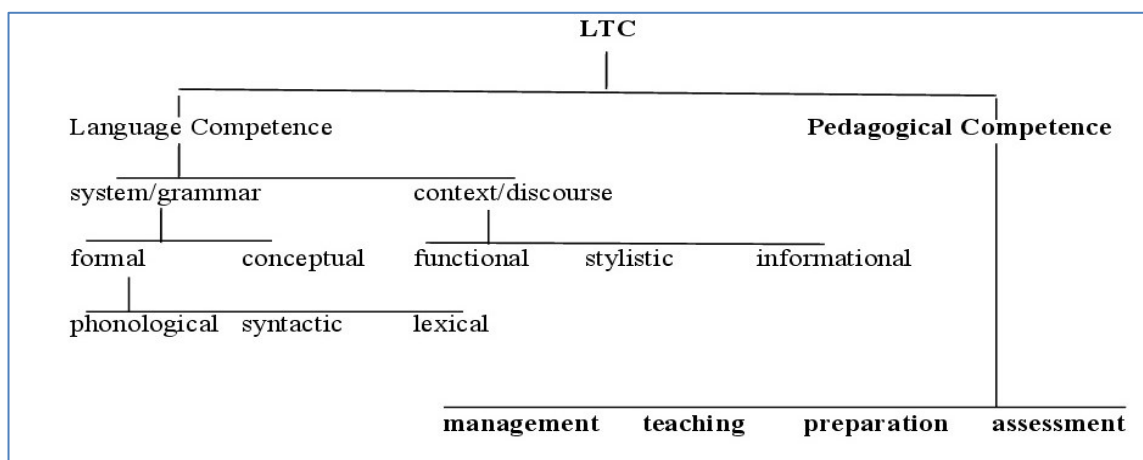 LTC
Language Competence Pedagogical Competence
system/grammar context/discourse
formal conceptual functional stylistic informational
phonological syntactic lexical
management teaching preparation assessment